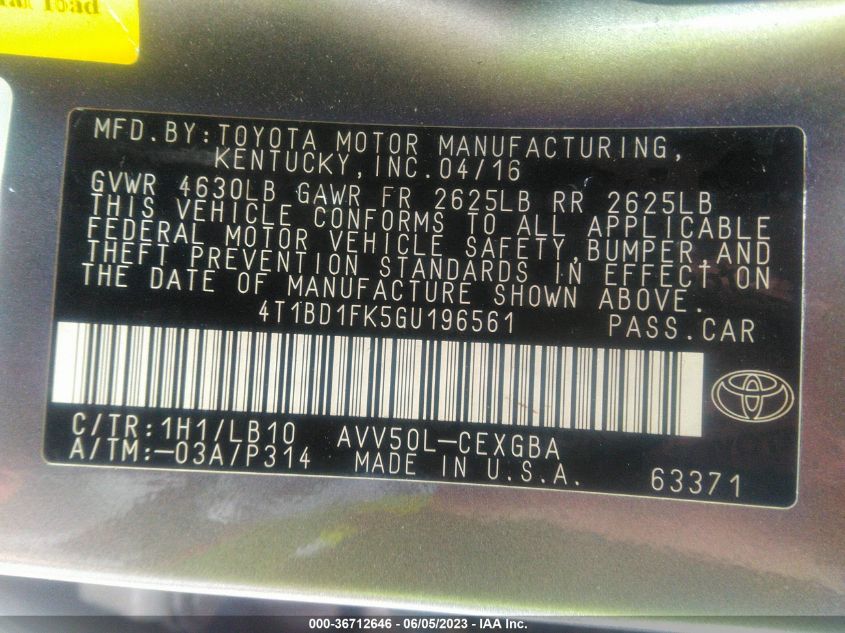 Toad
MFD.BY:TOYOTA MOTOR MANUFACTURING,
KENTUCKY,INC.04/16
GVWR 4630LB GAWR FR 2625LB RR 2625LB
THIS VEHICLE CONFORMS TO ALL APPLICABLE
FEDERAL MOTOR VEHICLE SAFETY,BUMPER,AND
THEFT PREVENTION STANDARDS IN EFFECT ON
THE DATE OF MANUFACTURE SHOWN ABOVE.
4T1BD1FK5GU196561 PASS.CAR
C/TR:1H1/LB10 AVV50L-CEXGBA
A/TM:-03A/P314 MADE IN U.S.A. 63371
000-36712646 - 06/05/2023 - IAA Inc.